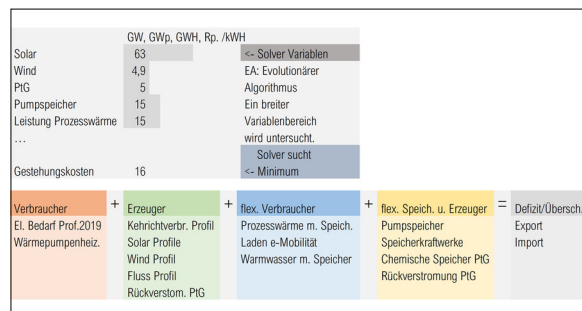 GW, GWp, GWH, Rp. /kWH
Solar 63 <- Solver Variablen
Wind 4,9 EA: Evolutionärer
PtG 5 Algorithmus
Pumpspeicher 15 Ein breiter
Leistung Prozesswärme 15 Variablenbereich
... wird untersucht.
Solver sucht
Gestehungskosten 16 <- Minimum
Verbraucher + Erzeuger + flex. Verbraucher + flex. Speich. u. Erzeuger = Defizit/Übersch.
El. Bedarf Prof.2019 Kehrichtverbr. Profil Prozesswärme m. Speich. Pumpspeicher Export
Wärmepumpenheiz. Solar Profile Laden e-Mobilität Speicherkraftwerke Import
Wind Profil Warmwasser m. Speicher Chemische Speicher PtG
Fluss Profil Rückverstromung PtG
Rückverstom. PtG